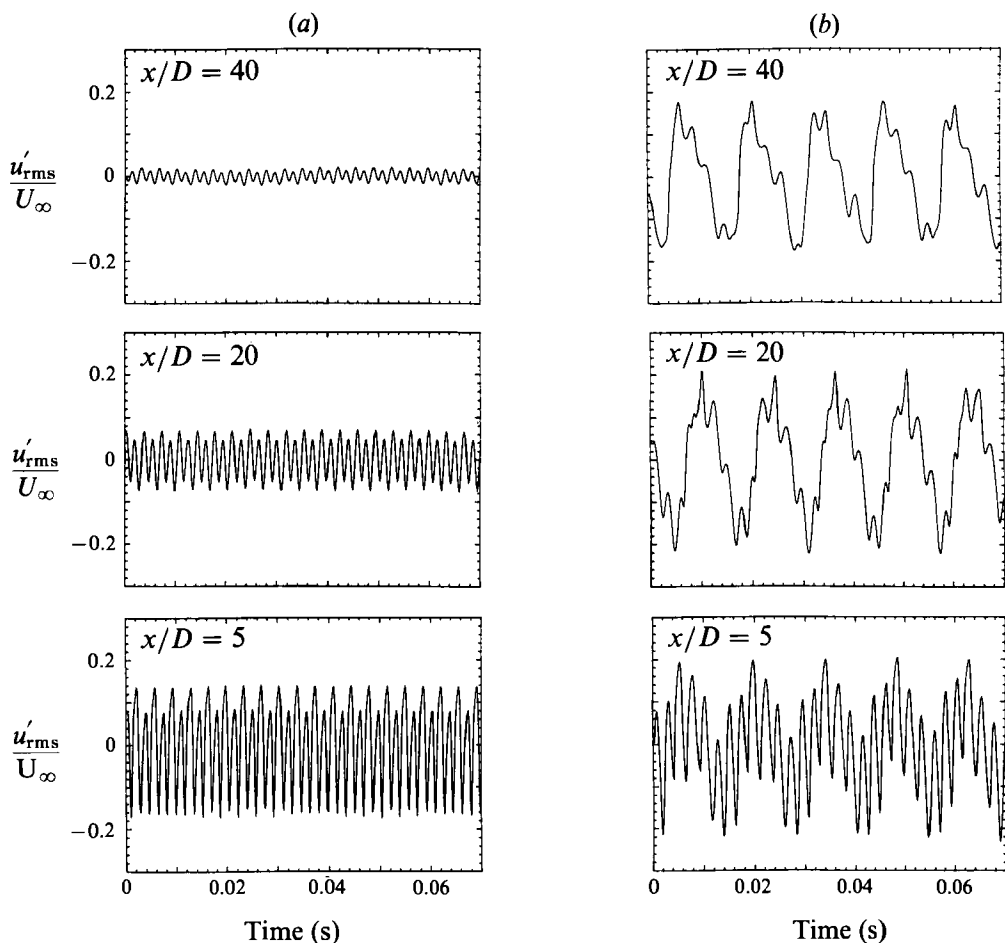 (a)
(b)
x/D = 40
x/D = 40
0.2
u′rms
U∞
0
−0.2
x/D = 20
x/D = 20
0.2
u′rms
U∞
0
−0.2
x/D = 5
x/D = 5
0.2
u′rms
U∞
0
−0.2
0 0.02 0.04 0.06
0 0.02 0.04 0.06
Time (s)
Time (s)